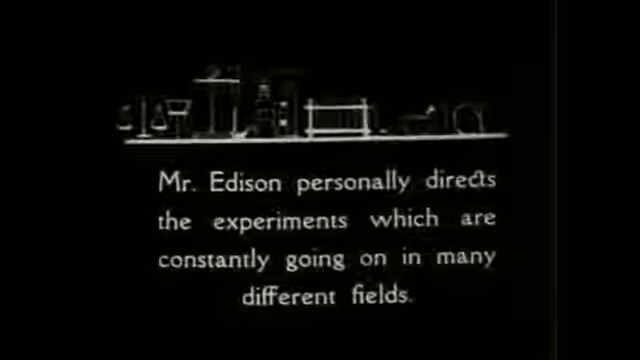 Mr. Edison personally directs
the experiments which are
constantly going on in many
different fields.